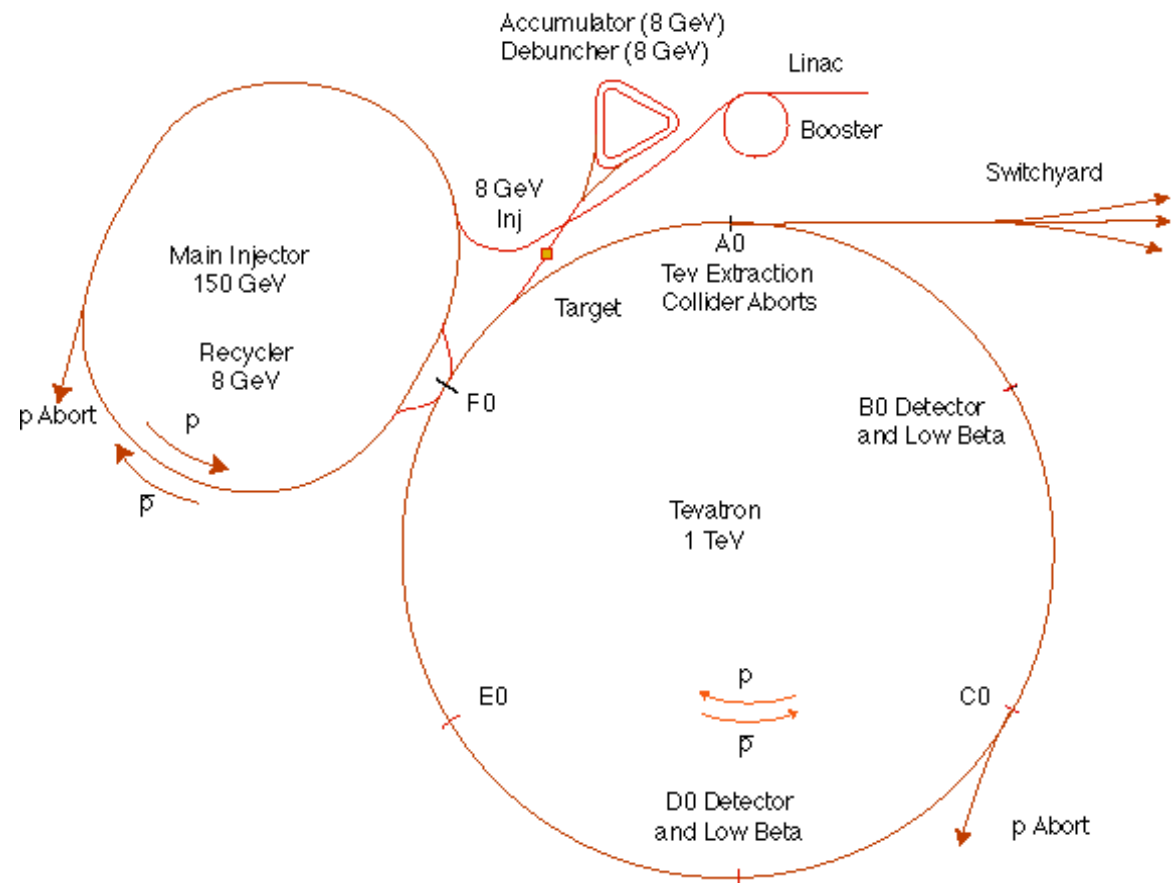 Accumulator (8 GeV)
Debuncher (8 GeV)
Linac
Booster
8 GeV
Inj
Switchyard
A0
Tev Extraction
Collider Aborts
Target
Main Injector
150 GeV
Recycler
8 GeV
p Abort
p
p̅
F0
B0 Detector
and Low Beta
Tevatron
1 TeV
E0
p
p̅
C0
D0 Detector
and Low Beta
p Abort